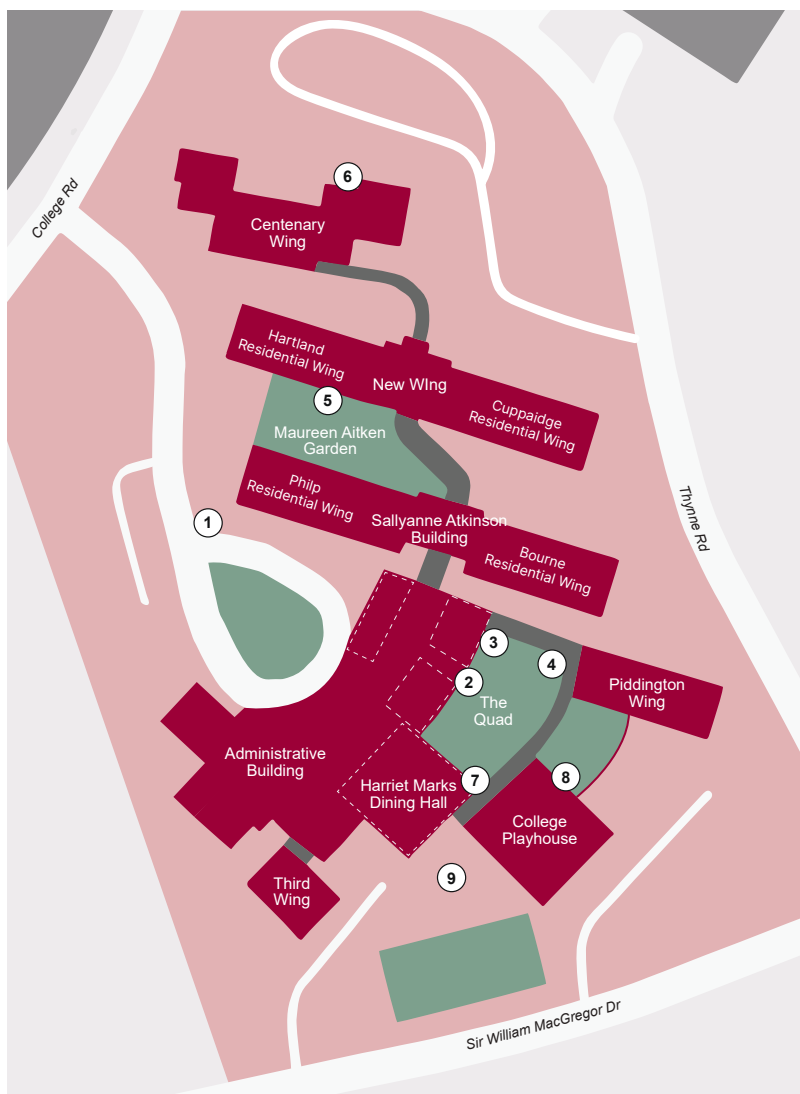 College Rd
6
Centenary
Wing
Hartland
Residential Wing
New WIng
Cuppaidge
Residential Wing
5
Maureen Aitken
Garden
Philp
Residential Wing
Sallyanne Atkinson
Building
Bourne
Residential Wing
Thynne Rd
1
3
4
2
The
Quad
Piddington
Wing
Administrative
Building
7
8
Harriet Marks
Dining Hall
College
Playhouse
Third
Wing
9
Sir William MacGregor Dr